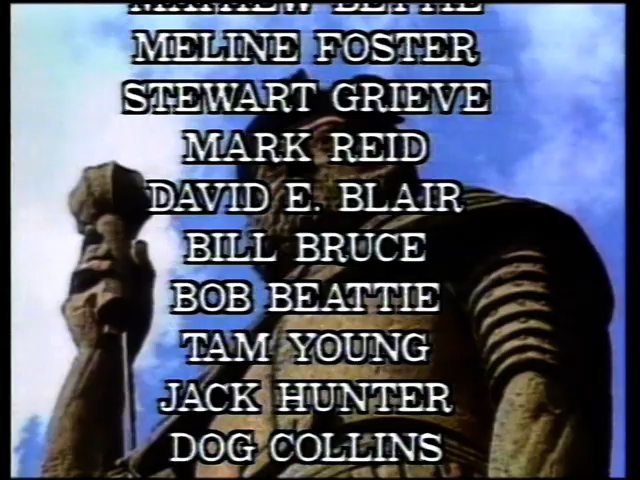 MELINE FOSTER
STEWART GRIEVE
MARK REID
DAVID E. BLAIR
BILL BRUCE
BOB BEATTIE
TAM YOUNG
JACK HUNTER
DOG COLLINS